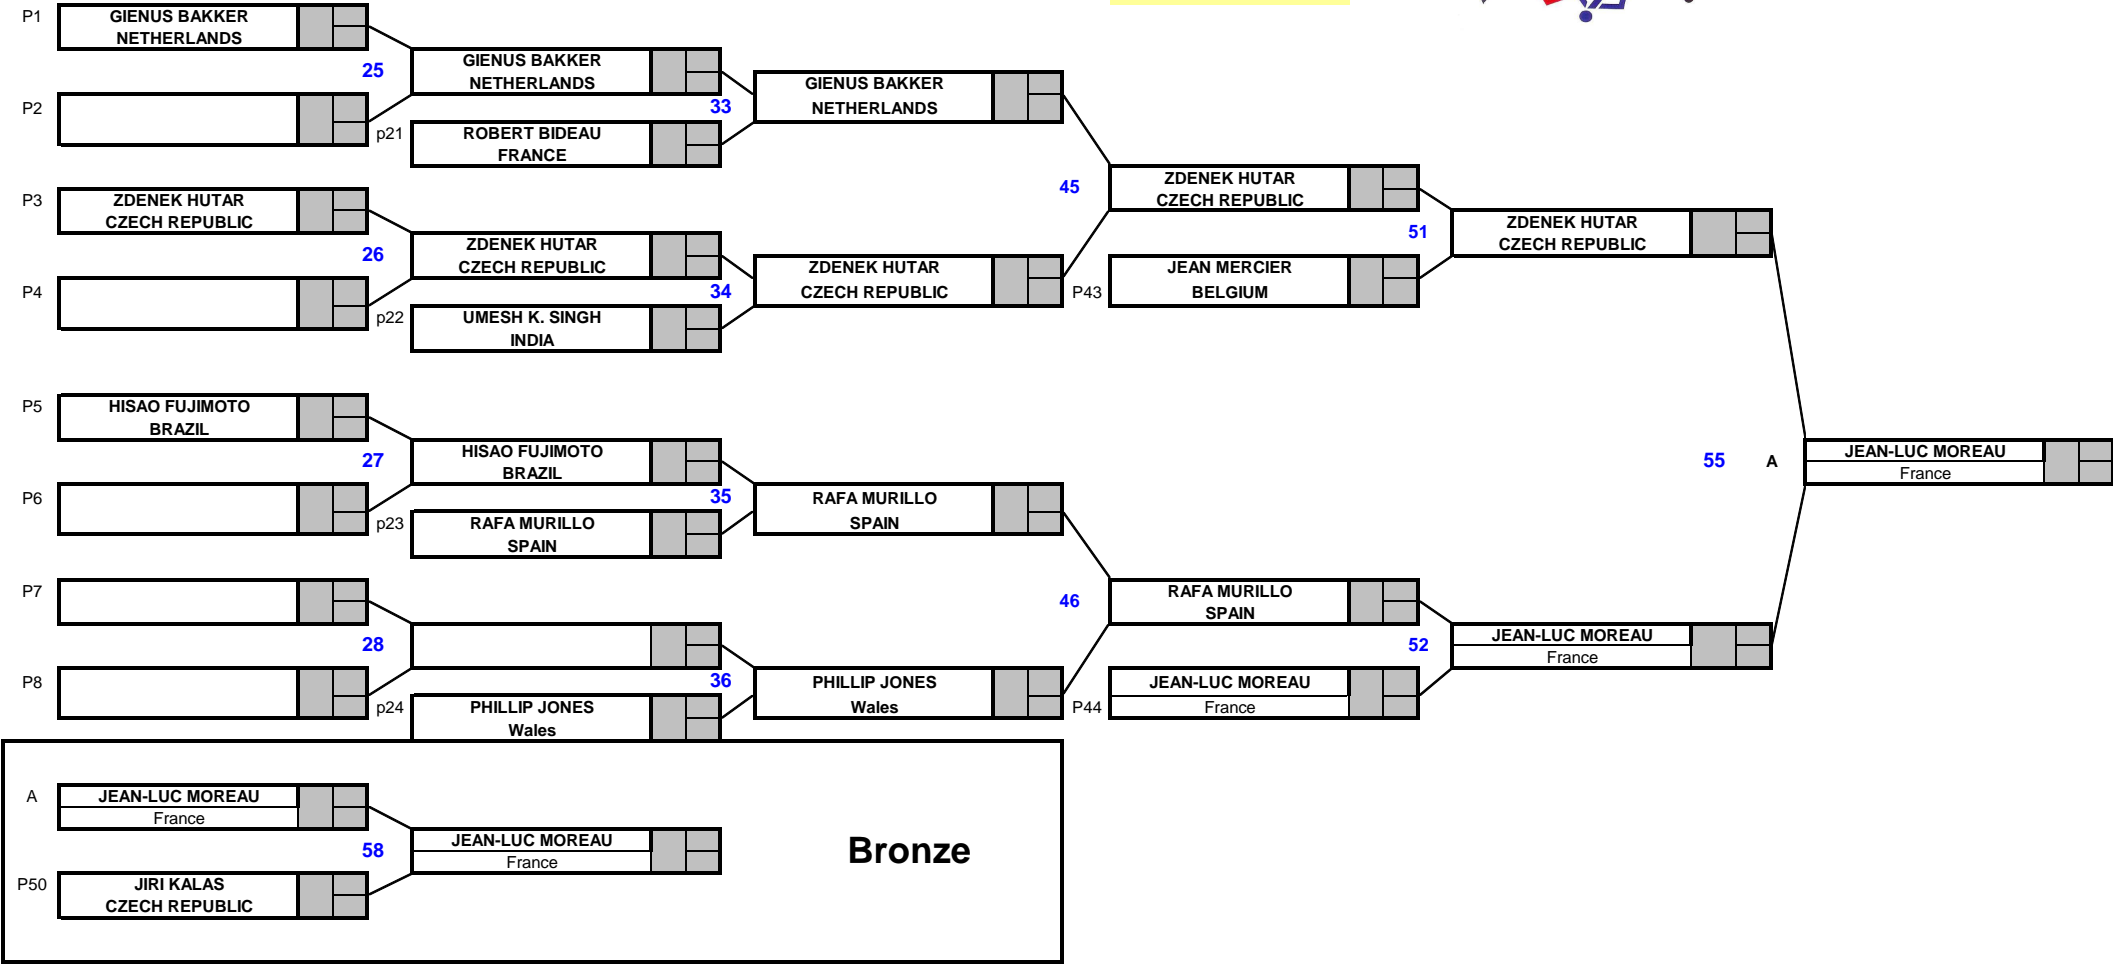 P1
GIENUS BAKKER
NETHERLANDS
25
GIENUS BAKKER
NETHERLANDS
GIENUS BAKKER
NETHERLANDS
P2
p21
33
ROBERT BIDEAU
FRANCE
P3
ZDENEK HUTAR
CZECH REPUBLIC
45
ZDENEK HUTAR
CZECH REPUBLIC
26
ZDENEK HUTAR
CZECH REPUBLIC
51
ZDENEK HUTAR
CZECH REPUBLIC
P4
p22
34
UMESH K. SINGH
INDIA
ZDENEK HUTAR
CZECH REPUBLIC
P43
JEAN MERCIER
BELGIUM
P5
HISAO FUJIMOTO
BRAZIL
27
HISAO FUJIMOTO
BRAZIL
55
A
JEAN-LUC MOREAU
France
P6
p23
35
RAFA MURILLO
SPAIN
RAFA MURILLO
SPAIN
P7
46
RAFA MURILLO
SPAIN
28
52
JEAN-LUC MOREAU
France
P8
p24
36
PHILLIP JONES
Wales
PHILLIP JONES
Wales
P44
JEAN-LUC MOREAU
France
A
JEAN-LUC MOREAU
France
58
JEAN-LUC MOREAU
France
Bronze
P50
JIRI KALAS
CZECH REPUBLIC